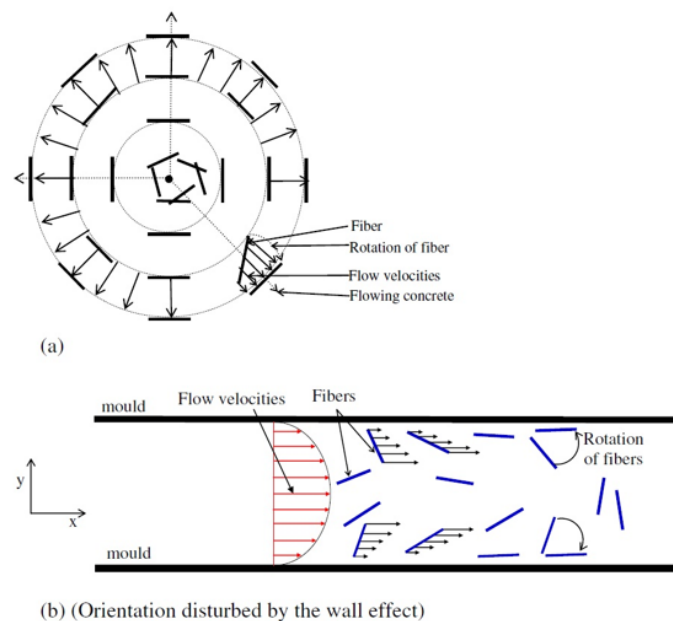 Fiber
Rotation of fiber
Flow velocities
Flowing concrete
(a)
mould
Flow velocities
Fibers
Rotation
of fibers
y
x
mould
(b) (Orientation disturbed by the wall effect)